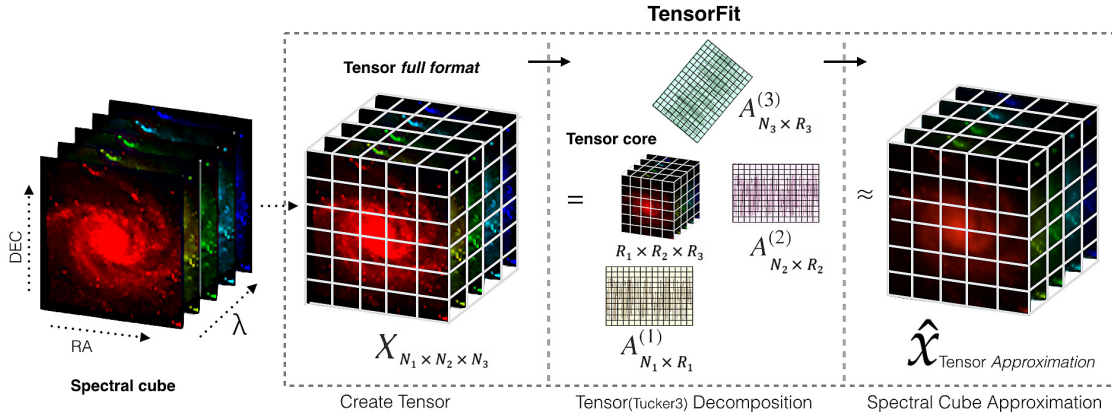 TensorFit
Tensor full format
DEC
RA
λ
Spectral cube
X N₁ × N₂ × N₃
Create Tensor
=
Tensor core
R₁ × R₂ × R₃
A⁽³⁾ N₃ × R₃
A⁽²⁾ N₂ × R₂
A⁽¹⁾ N₁ × R₁
Tensor(Tucker3) Decomposition
≈
X̂ Tensor Approximation
Spectral Cube Approximation